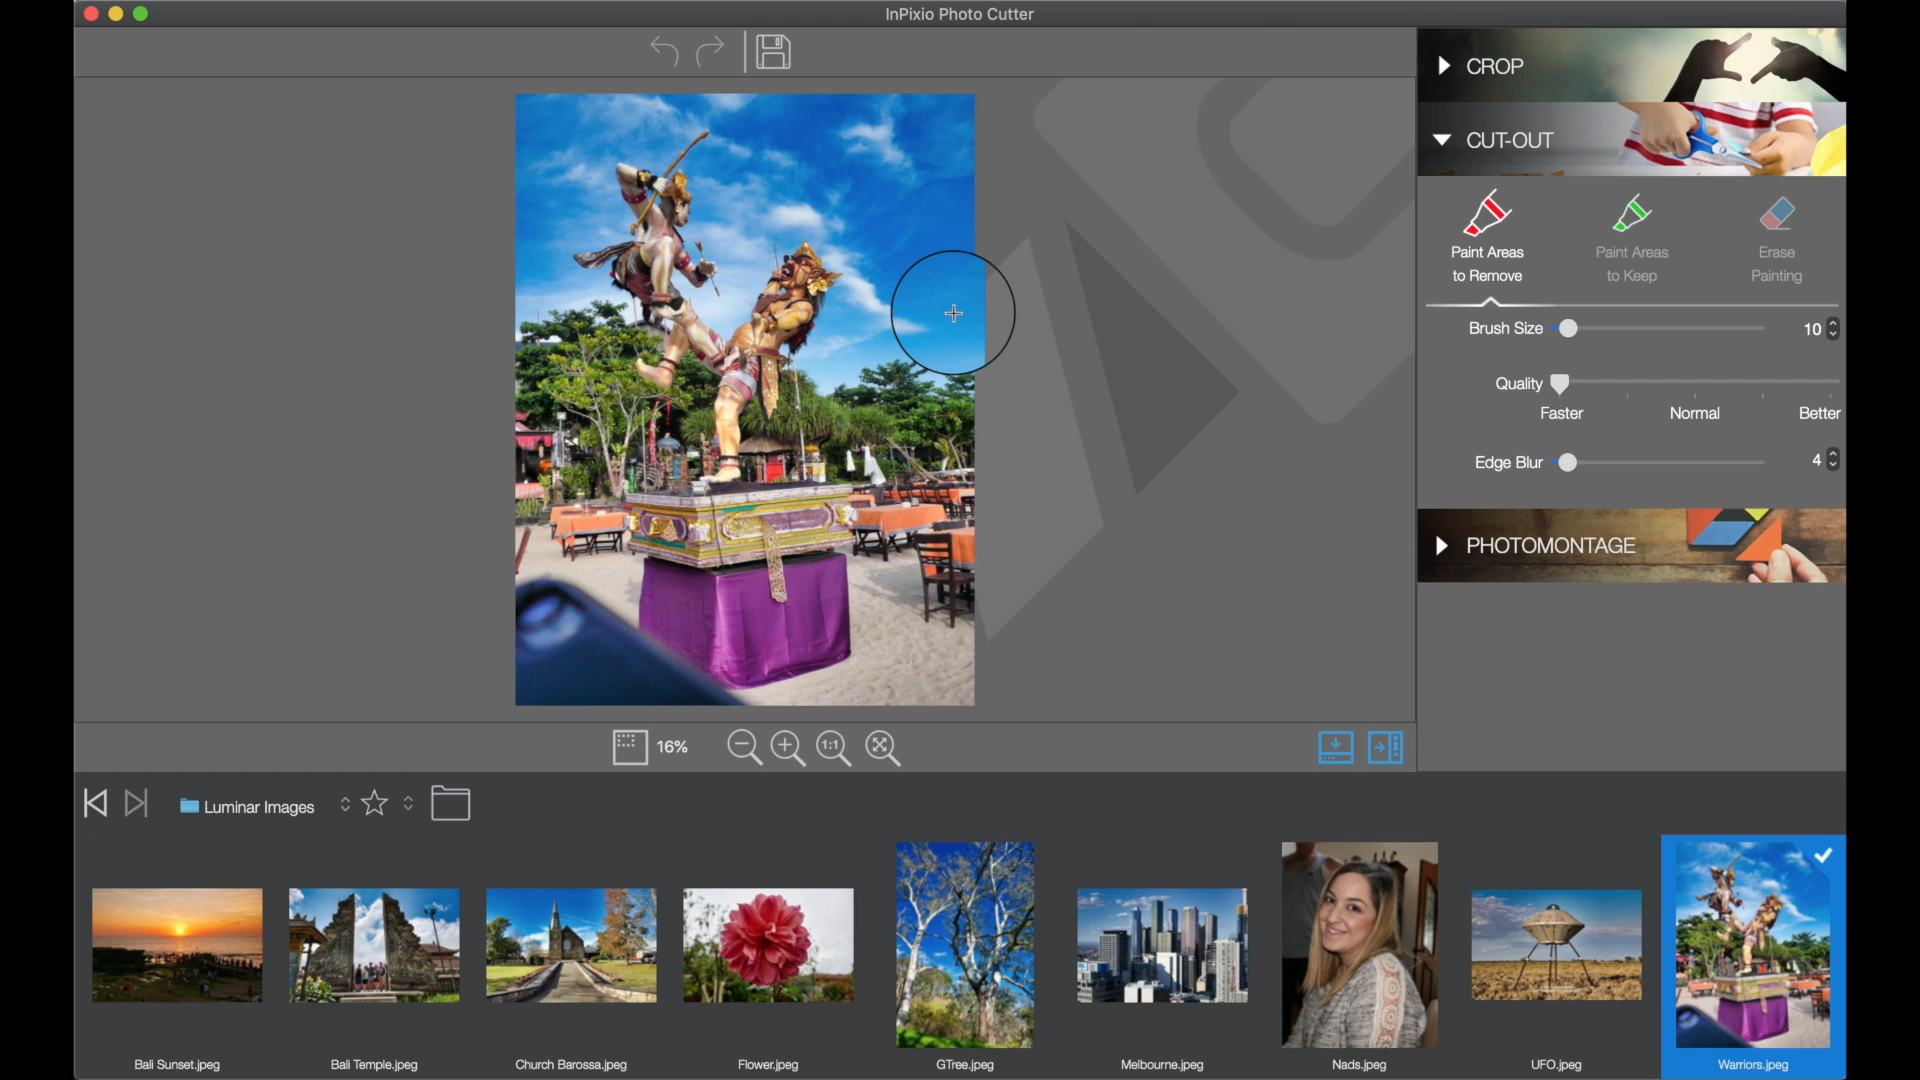 InPixio Photo Cutter
CROP
CUT-OUT
Paint Areas
to Remove
Paint Areas
to Keep
Erase
Painting
Brush Size
10
Quality
Faster
Normal
Better
Edge Blur
4
PHOTOMONTAGE
16%
1:1
Luminar Images
Bali Sunset.jpeg
Bali Temple.jpeg
Church Barossa.jpeg
Flower.jpeg
GTree.jpeg
Melbourne.jpeg
Nads.jpeg
UFO.jpeg
Warriors.jpeg